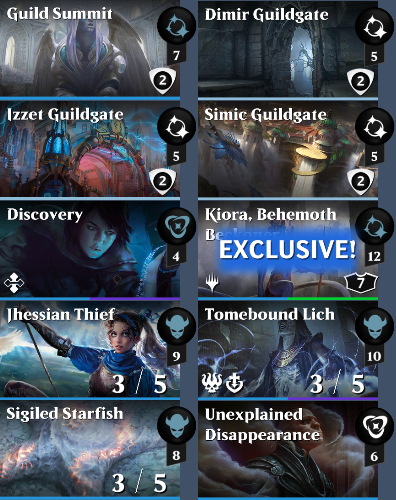 Guild Summit
7
2
Dimir Guildgate
5
2
Izzet Guildgate
5
2
Simic Guildgate
5
2
Discovery
4
Kiora, Behemoth
EXCLUSIVE!
12
7
Jhessian Thief
9
3 / 5
Tomebound Lich
10
3 / 5
Sigiled Starfish
8
3 / 5
Unexplained
Disappearance
6